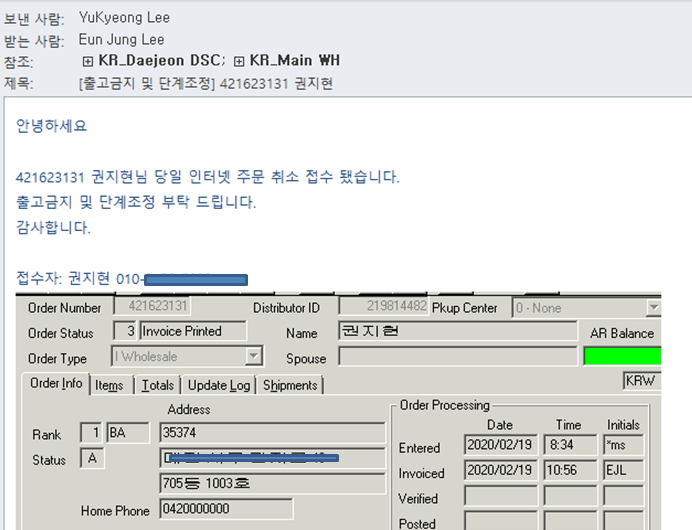 보낸 사람: YuKyeong Lee
받는 사람: Eun Jung Lee
참조: KR_Daejeon DSC; KR_Main WH
제목: [출고금지 및 단계조정] 421623131 권지현
안녕하세요
421623131 권지현님 당일 인터넷 주문 취소 접수 됐습니다.
출고금지 및 단계조정 부탁 드립니다.
감사합니다.
접수자: 권지현 010-
Order Number 421623131 Distributor ID 219814482 Pkup Center 0 - None
Order Status 3 Invoice Printed Name 권지현 AR Balance
Order Type I Wholesale Spouse
Order Info Items Totals Update Log Shipments KRW
Address Order Processing
Date Time Initials
Rank 1 BA 35374
Entered 2020/02/19 8:34 *ms
Status A
Invoiced 2020/02/19 10:56 EJL
705동 1003호
Verified
Home Phone 0420000000
Posted